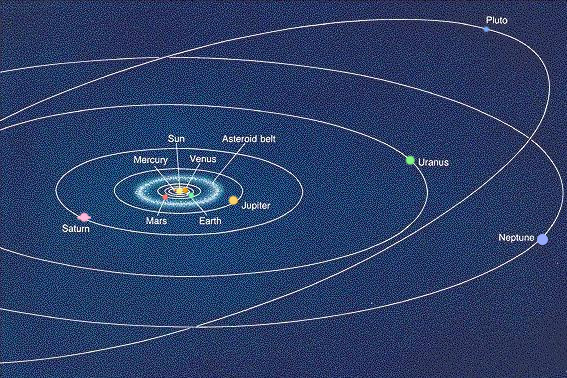 Pluto
Sun
Asteroid belt
Mercury
Venus
Uranus
Jupiter
Mars
Earth
Saturn
Neptune